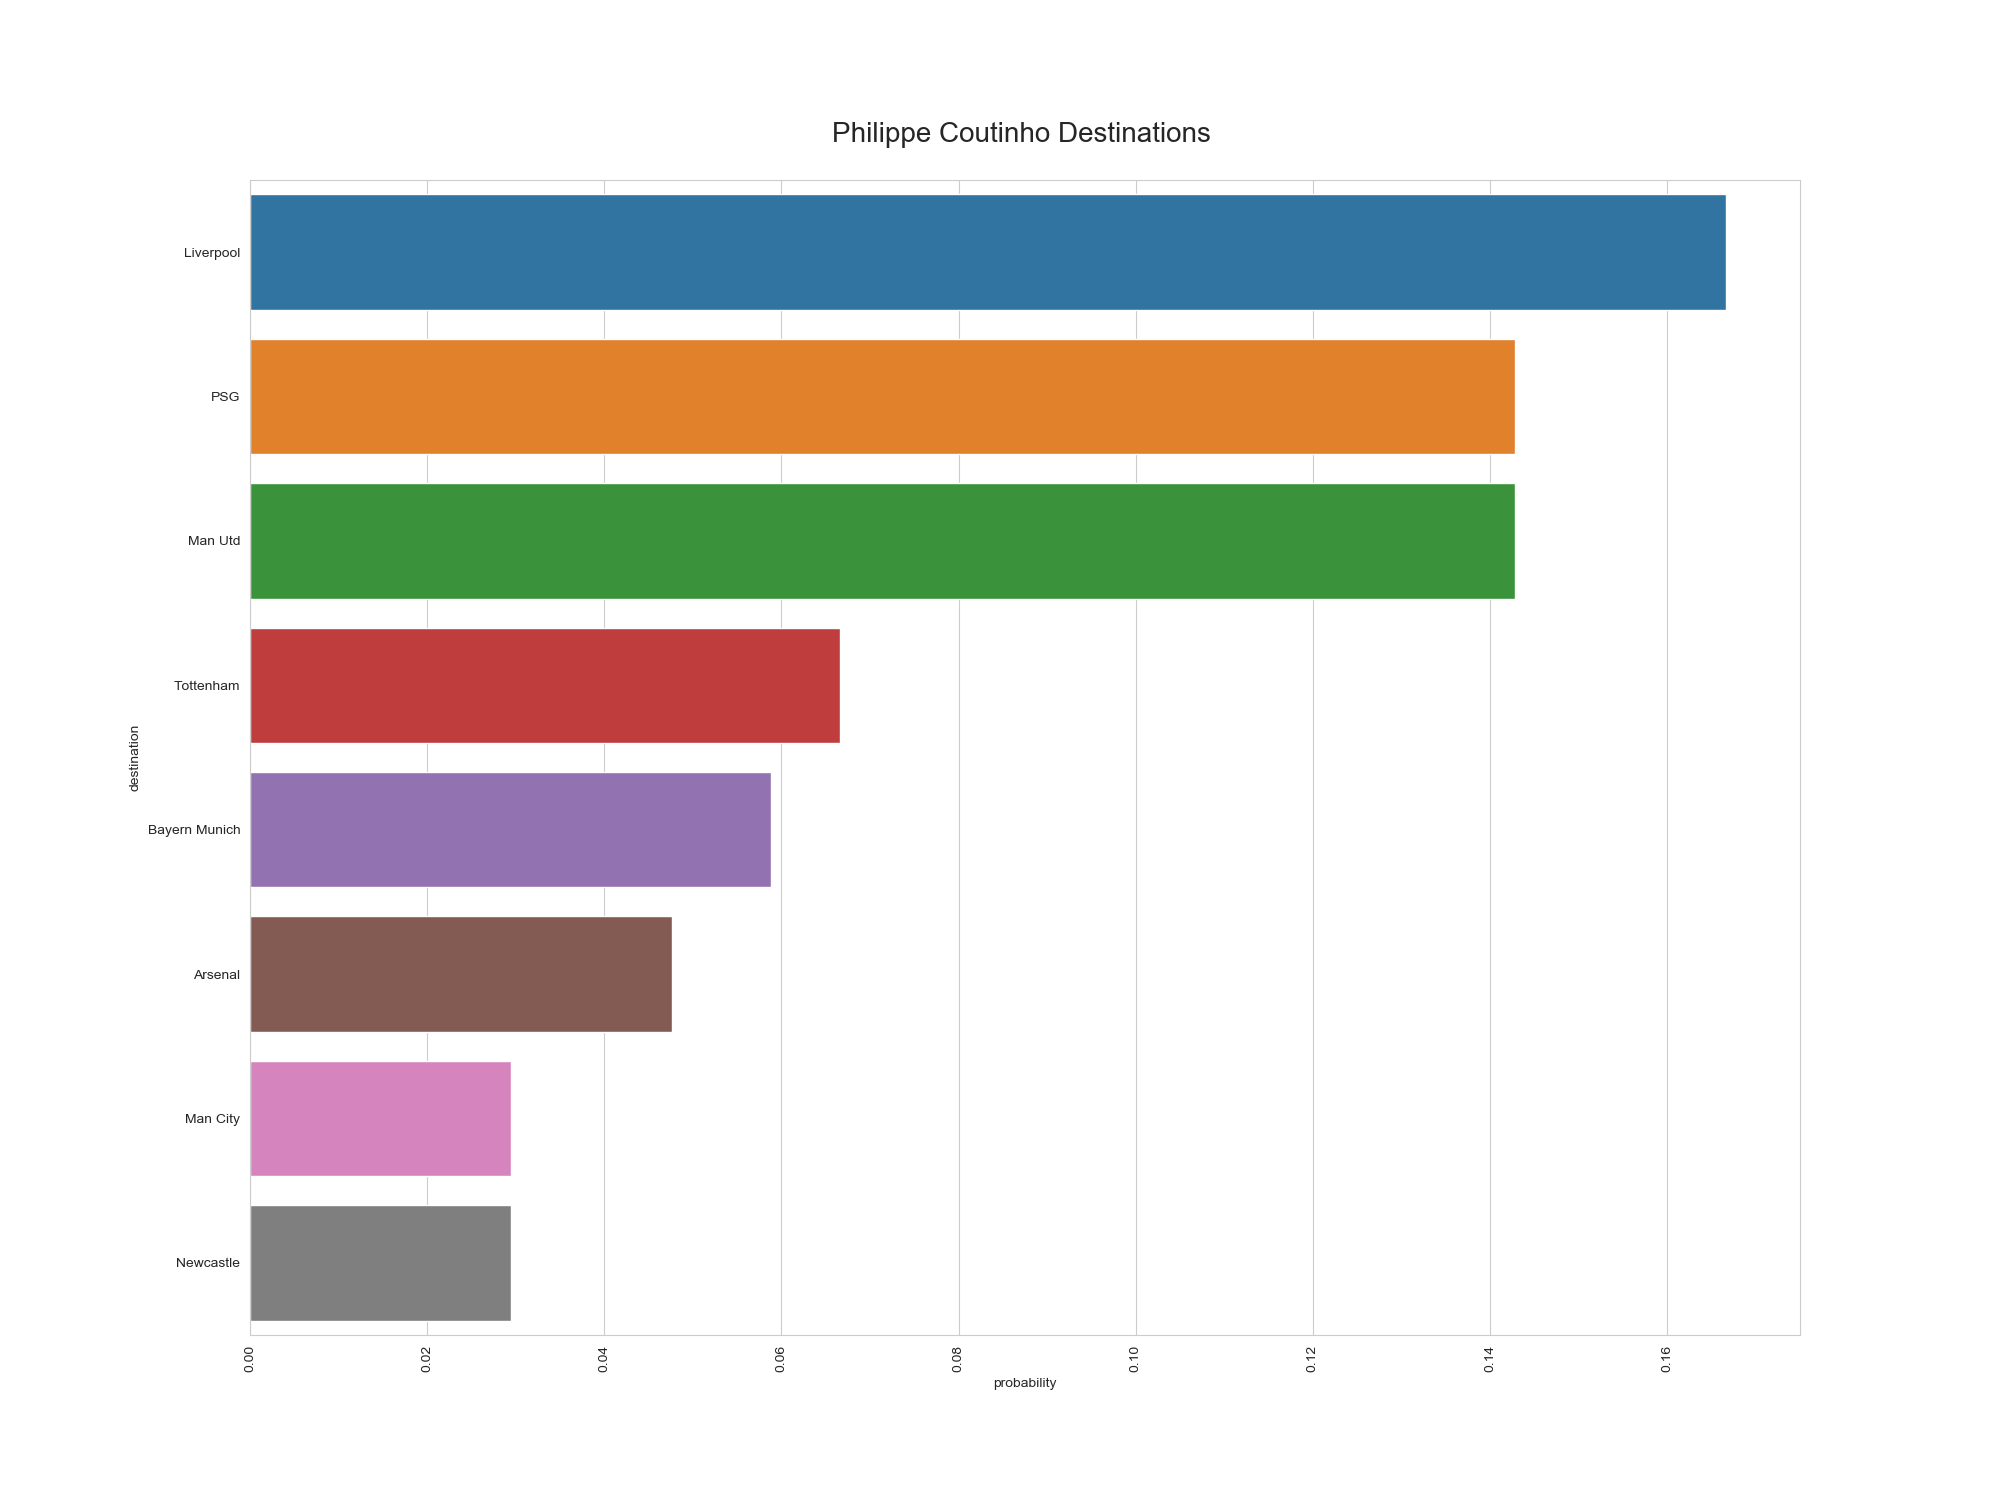 Philippe Coutinho Destinations
Liverpool
PSG
Man Utd
Tottenham
destination
Bayern Munich
Arsenal
Man City
Newcastle
0.00 0.02 0.04 0.06 0.08 0.10 0.12 0.14 0.16
probability